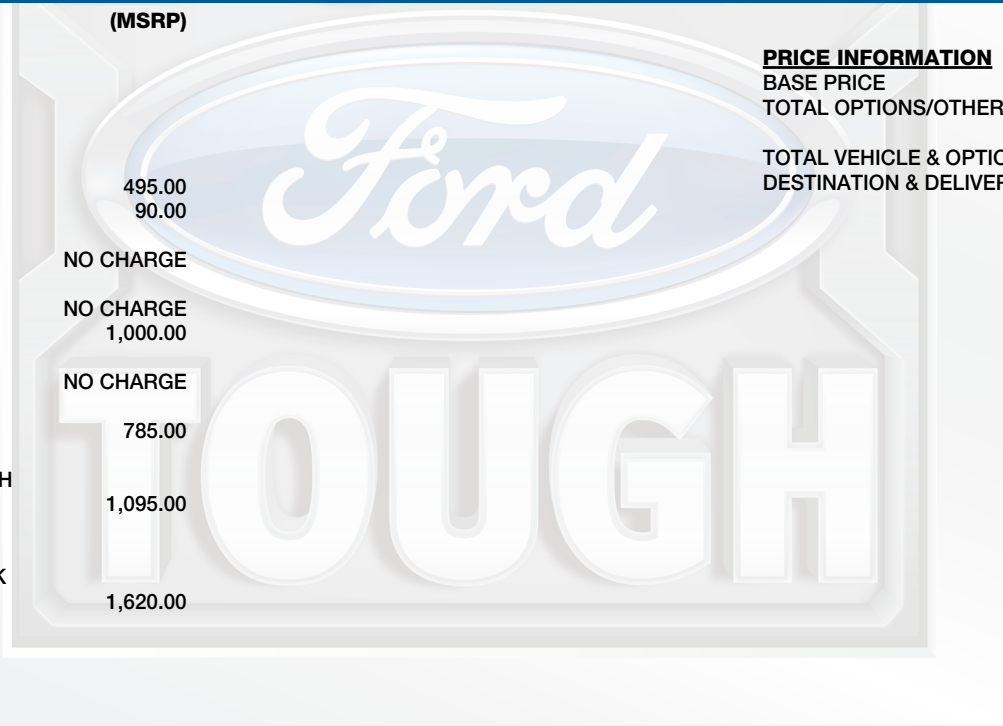 (MSRP)
495.00
90.00
NO CHARGE
NO CHARGE
1,000.00
NO CHARGE
785.00
H
1,095.00
K
1,620.00
PRICE INFORMATION
BASE PRICE
TOTAL OPTIONS/OTHER
TOTAL VEHICLE & OPTIO
DESTINATION & DELIVER
Ford
TOUGH